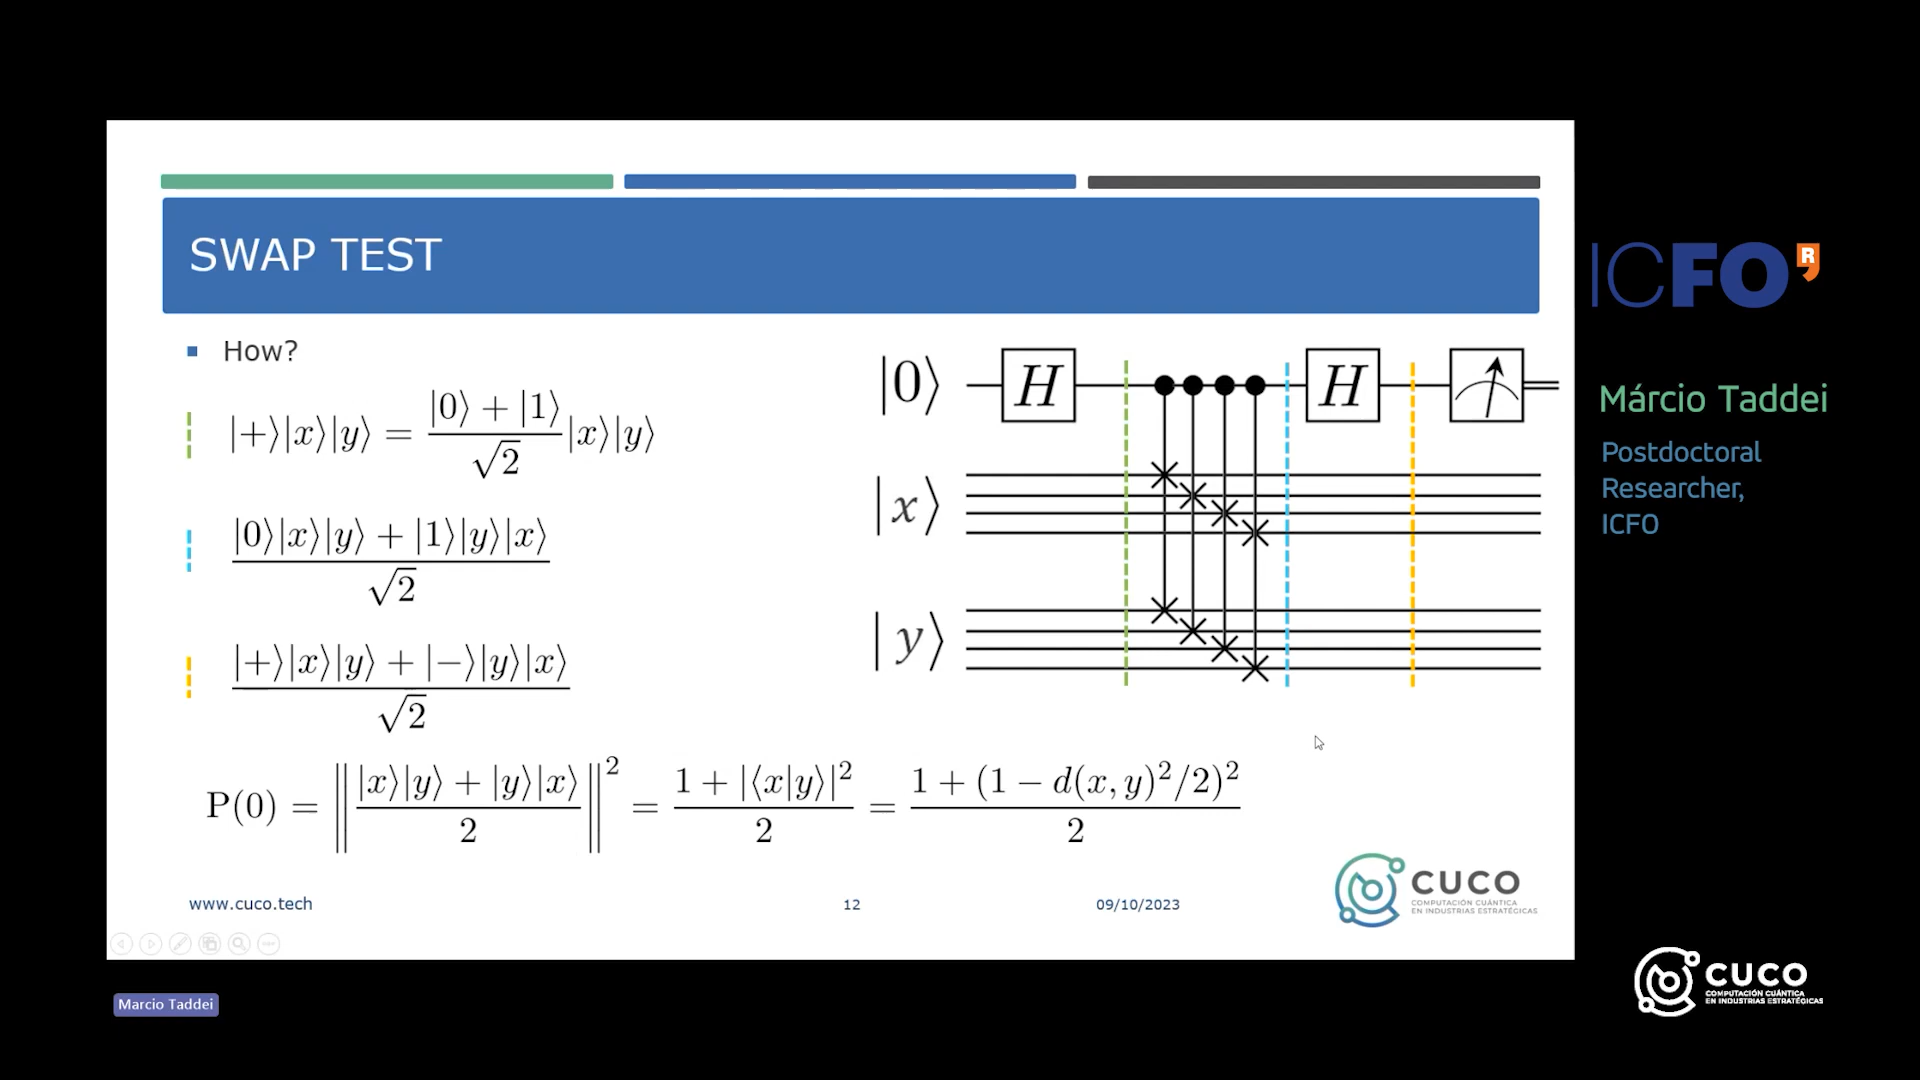 SWAP TEST
How?
|+⟩|x⟩|y⟩ = (|0⟩ + |1⟩)/√2 |x⟩|y⟩
(|0⟩|x⟩|y⟩ + |1⟩|y⟩|x⟩)/√2
(|+⟩|x⟩|y⟩ + |−⟩|y⟩|x⟩)/√2
P(0) = ‖(|x⟩|y⟩ + |y⟩|x⟩)/2‖² = (1 + |⟨x|y⟩|²)/2 = (1 + (1 − d(x, y)²/2)²)/2
|0⟩ H H
|x⟩
|y⟩
www.cuco.tech
12
09/10/2023
CUCO
COMPUTACIÓN CUÁNTICA
EN INDUSTRIAS ESTRATÉGICAS
ICFO R
Márcio Taddei
Postdoctoral
Researcher,
ICFO
Marcio Taddei
CUCO
COMPUTACIÓN CUÁNTICA
EN INDUSTRIAS ESTRATÉGICAS